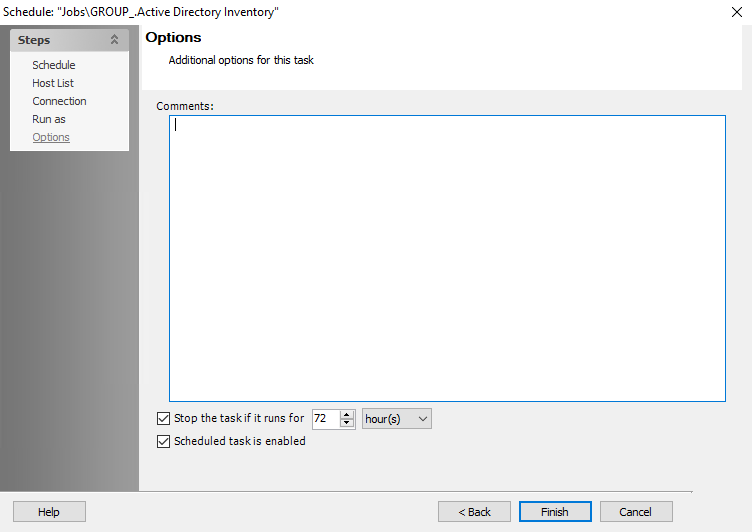 Schedule: "Jobs\GROUP_.Active Directory Inventory"
Steps
Schedule
Host List
Connection
Run as
Options
Options
Additional options for this task
Comments:
Stop the task if it runs for 72 hour(s)
Scheduled task is enabled
Help < Back Finish Cancel